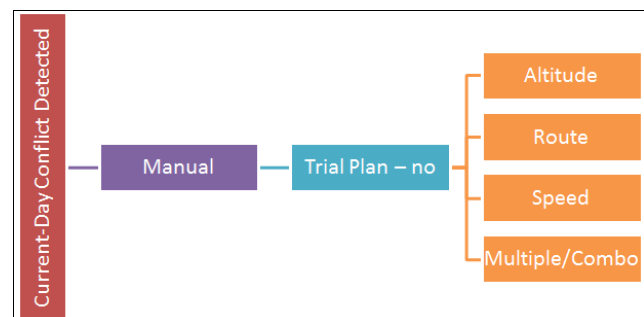 Current-Day Conflict Detected
Manual
Trial Plan – no
Altitude
Route
Speed
Multiple/Combo